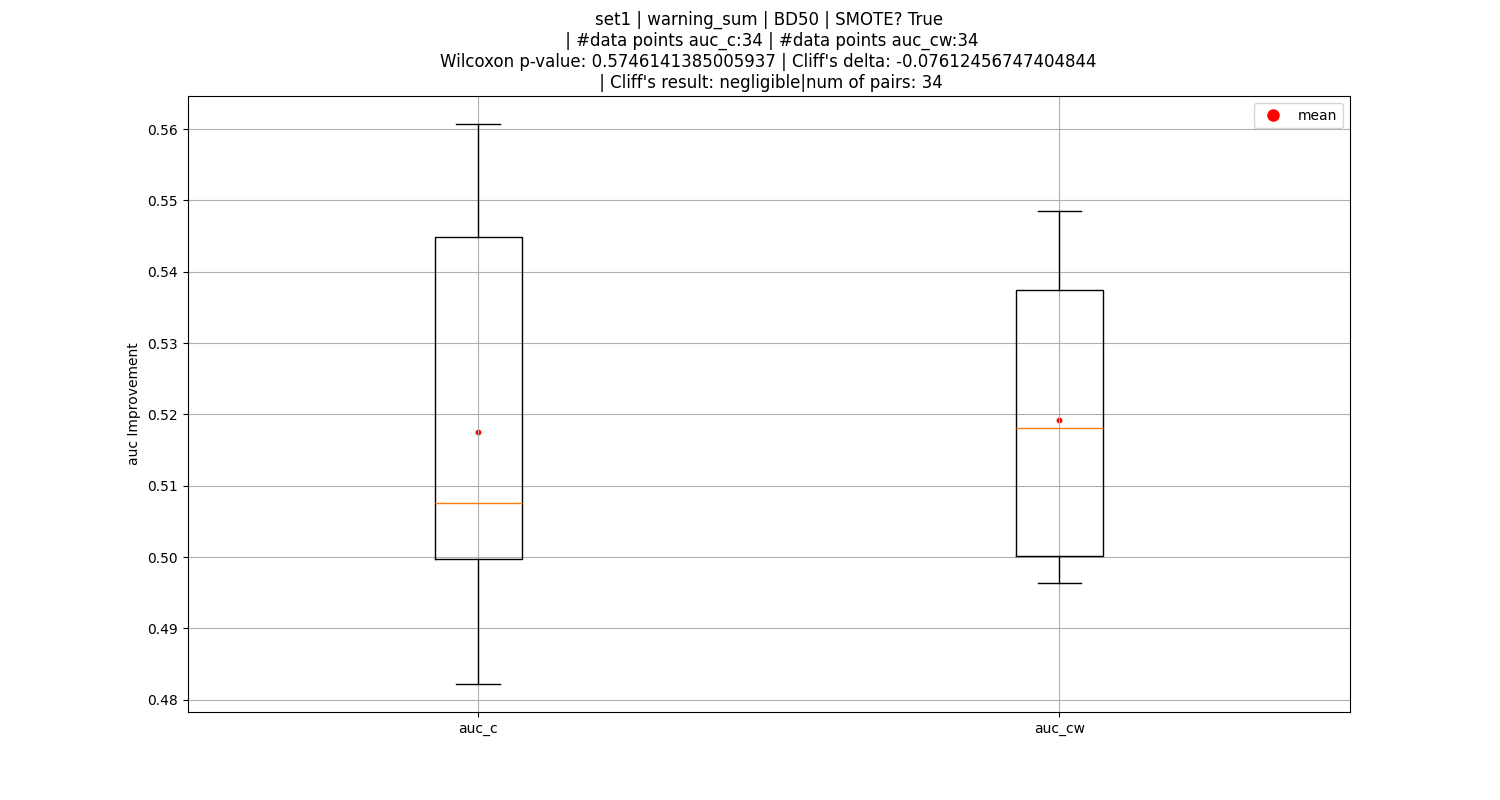 set1 | warning_sum | BD50 | SMOTE? True
| #data points auc_c:34 | #data points auc_cw:34
Wilcoxon p-value: 0.5746141385005937 | Cliff's delta: -0.07612456747404844
| Cliff's result: negligible|num of pairs: 34
mean
0.56
0.55
0.54
0.53
0.52
0.51
0.50
0.49
0.48
auc Improvement
auc_c
auc_cw